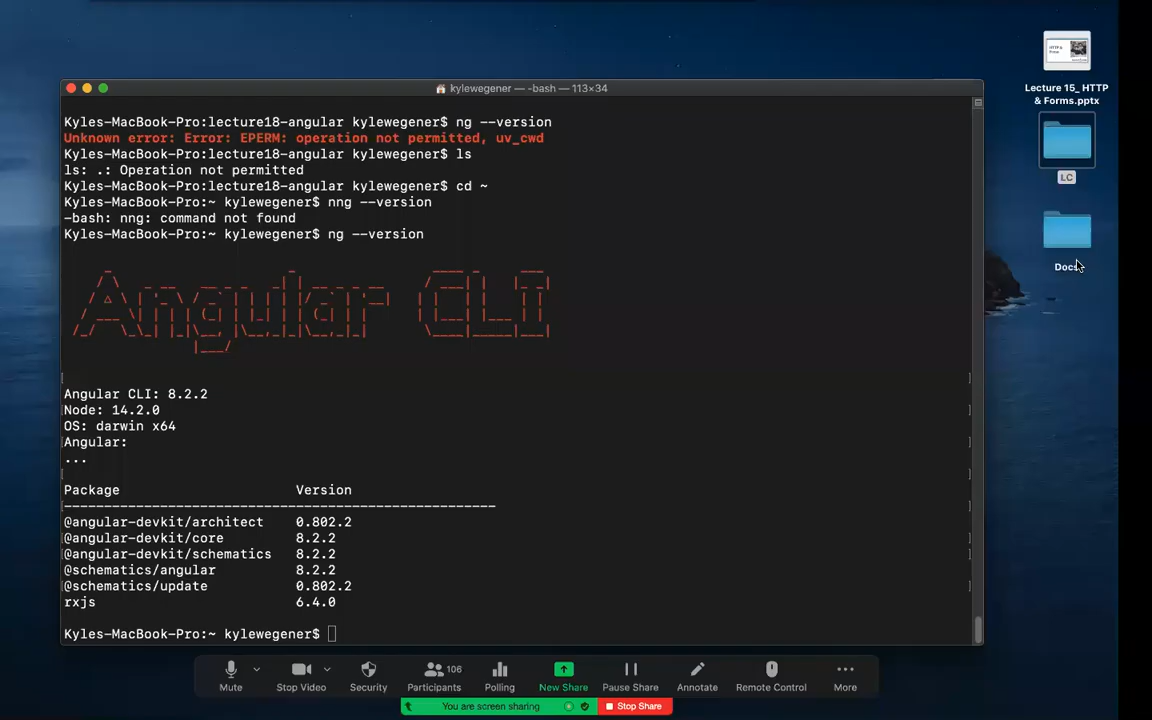 kylewegener — -bash — 113×34
Kyles-MacBook-Pro:lecture18-angular kylewegener$ ng --version
Unknown error: Error: EPERM: operation not permitted, uv_cwd
Kyles-MacBook-Pro:lecture18-angular kylewegener$ ls
ls: .: Operation not permitted
Kyles-MacBook-Pro:lecture18-angular kylewegener$ cd ~
Kyles-MacBook-Pro:~ kylewegener$ nng --version
-bash: nng: command not found
Kyles-MacBook-Pro:~ kylewegener$ ng --version
Angular CLI
Angular CLI: 8.2.2
Node: 14.2.0
OS: darwin x64
Angular:
...
Package Version
------------------------------------------------------
@angular-devkit/architect 0.802.2
@angular-devkit/core 8.2.2
@angular-devkit/schematics 8.2.2
@schematics/angular 8.2.2
@schematics/update 0.802.2
rxjs 6.4.0
Kyles-MacBook-Pro:~ kylewegener$
Lecture 15_ HTTP
& Forms.pptx
LC
Docs
106
Mute Stop Video Security Participants Polling New Share Pause Share Annotate Remote Control More
You are screen sharing Stop Share